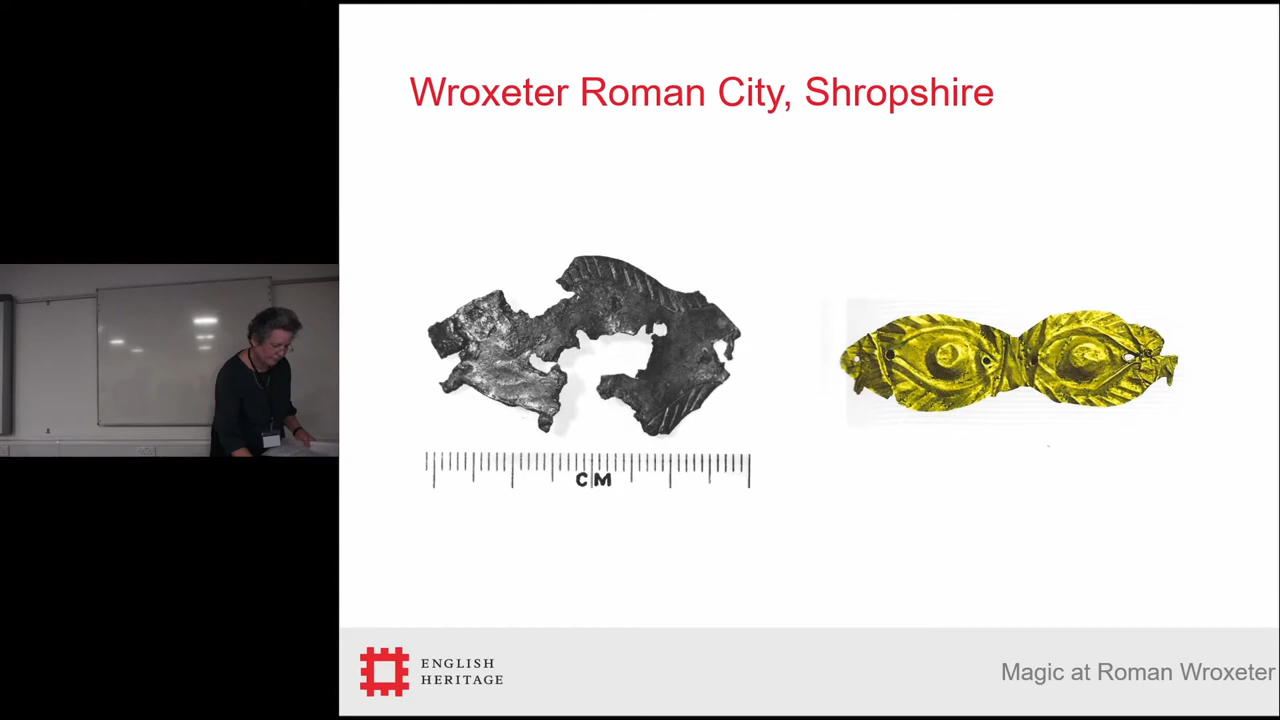 Wroxeter Roman City, Shropshire
CM
ENGLISH
HERITAGE
Magic at Roman Wroxeter